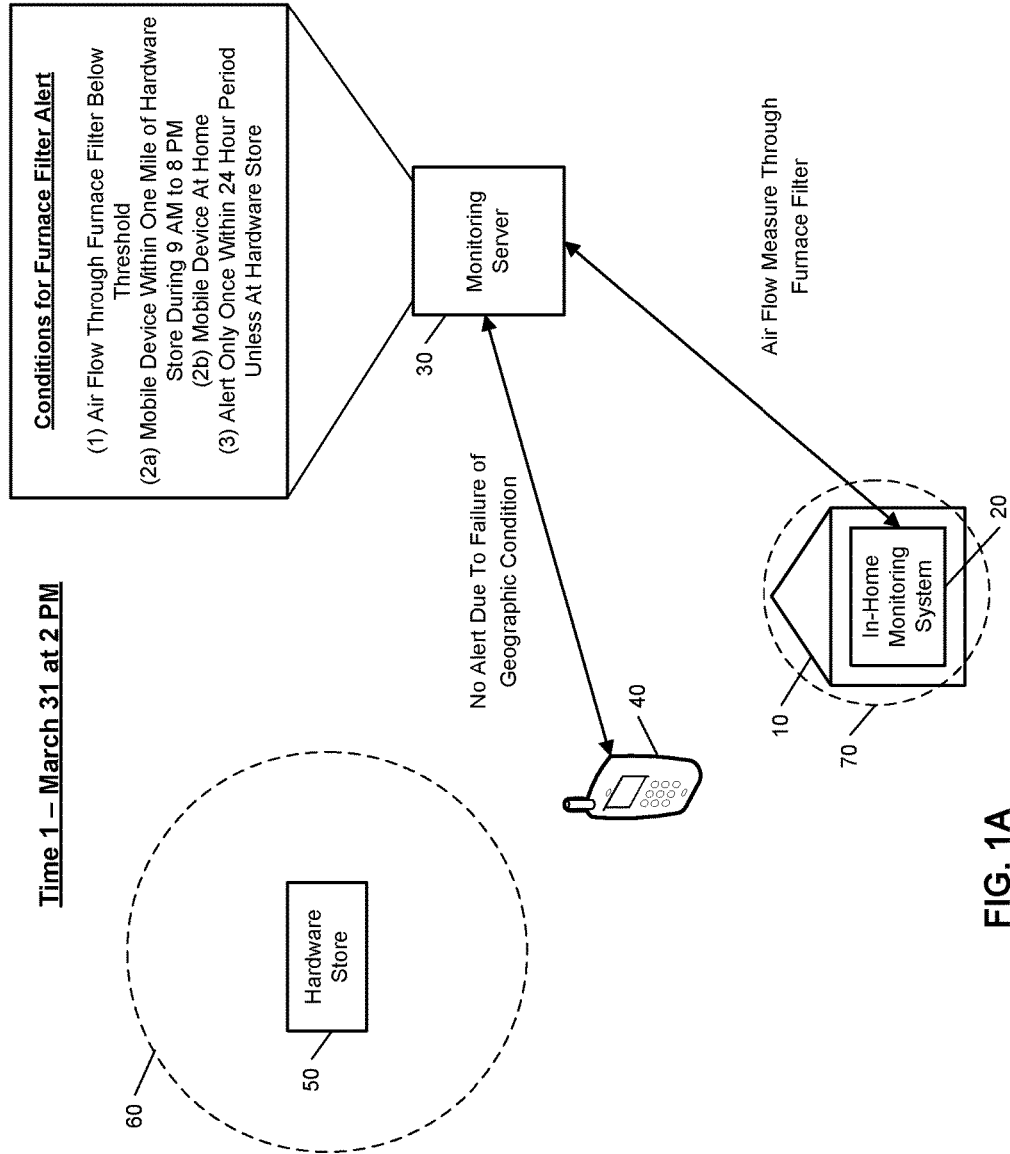 Time 1 – March 31 at 2 PM
Conditions for Furnace Filter Alert
(1) Air Flow Through Furnace Filter Below
Threshold
(2a) Mobile Device Within One Mile of Hardware
Store During 9 AM to 8 PM
(2b) Mobile Device At Home
(3) Alert Only Once Within 24 Hour Period
Unless At Hardware Store
60
Hardware
Store
50
Monitoring
Server
30
No Alert Due To Failure of
Geographic Condition
40
Air Flow Measure Through
Furnace Filter
10
70
In-Home
Monitoring
System
20
FIG. 1A